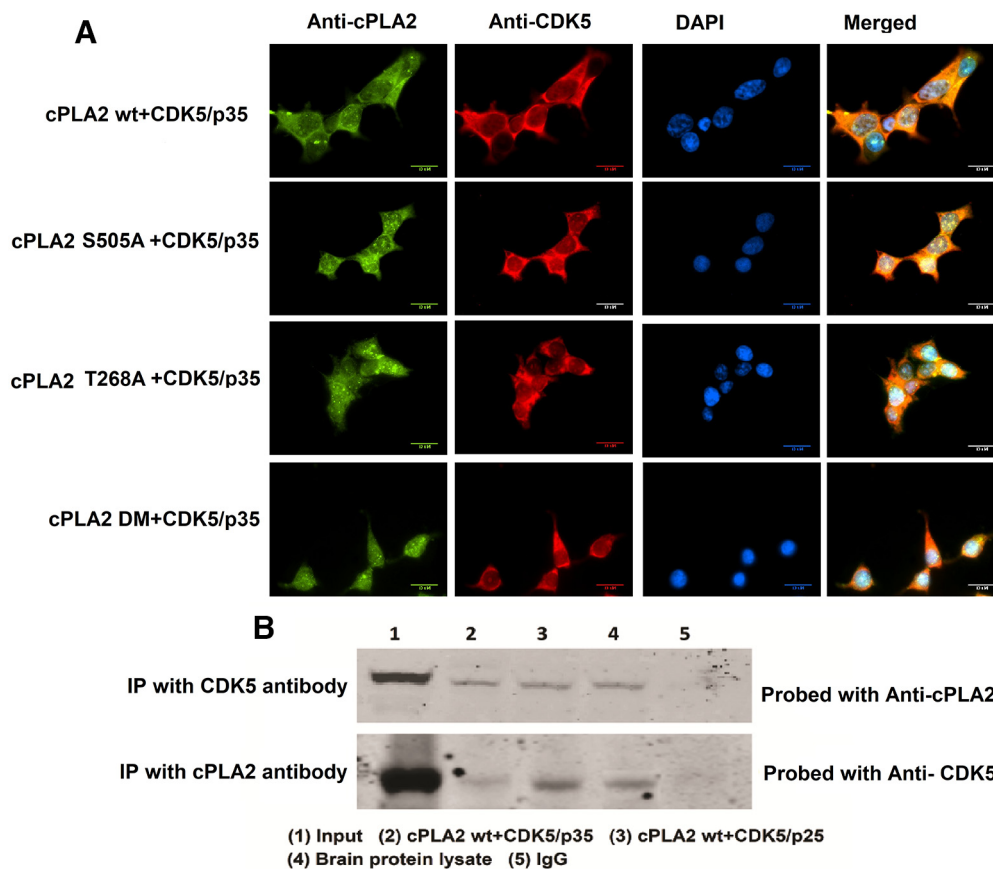 A
Anti-cPLA2 Anti-CDK5 DAPI Merged
cPLA2 wt+CDK5/p35
cPLA2 S505A +CDK5/p35
cPLA2 T268A +CDK5/p35
cPLA2 DM+CDK5/p35
B
1 2 3 4 5
IP with CDK5 antibody
Probed with Anti-cPLA2
IP with cPLA2 antibody
Probed with Anti- CDK5
(1) Input (2) cPLA2 wt+CDK5/p35 (3) cPLA2 wt+CDK5/p25
(4) Brain protein lysate (5) IgG